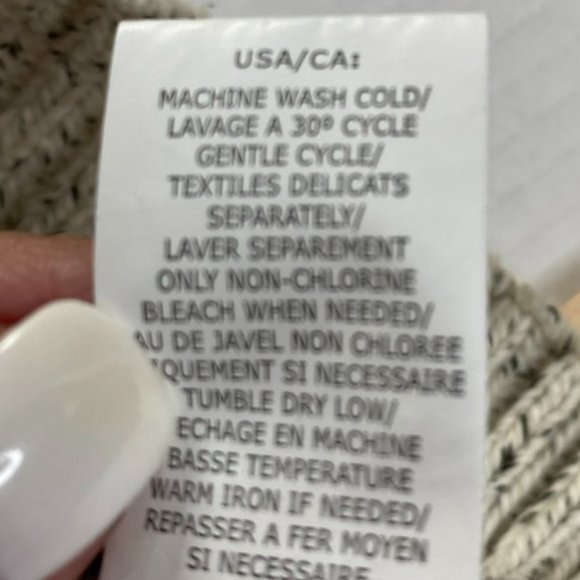 USA/CA:
MACHINE WASH COLD/
LAVAGE A 30º CYCLE
GENTLE CYCLE/
TEXTILES DELICATS
SEPARATELY/
LAVER SEPAREMENT
ONLY NON-CHLORINE
BLEACH WHEN NEEDED/
AU DE JAVEL NON CHLOREE
IQUEMENT SI NECESSAIRE
TUMBLE DRY LOW/
ECHAGE EN MACHINE
BASSE TEMPERATURE
WARM IRON IF NEEDED/
REPASSER A FER MOYEN
SI NECESSAIRE